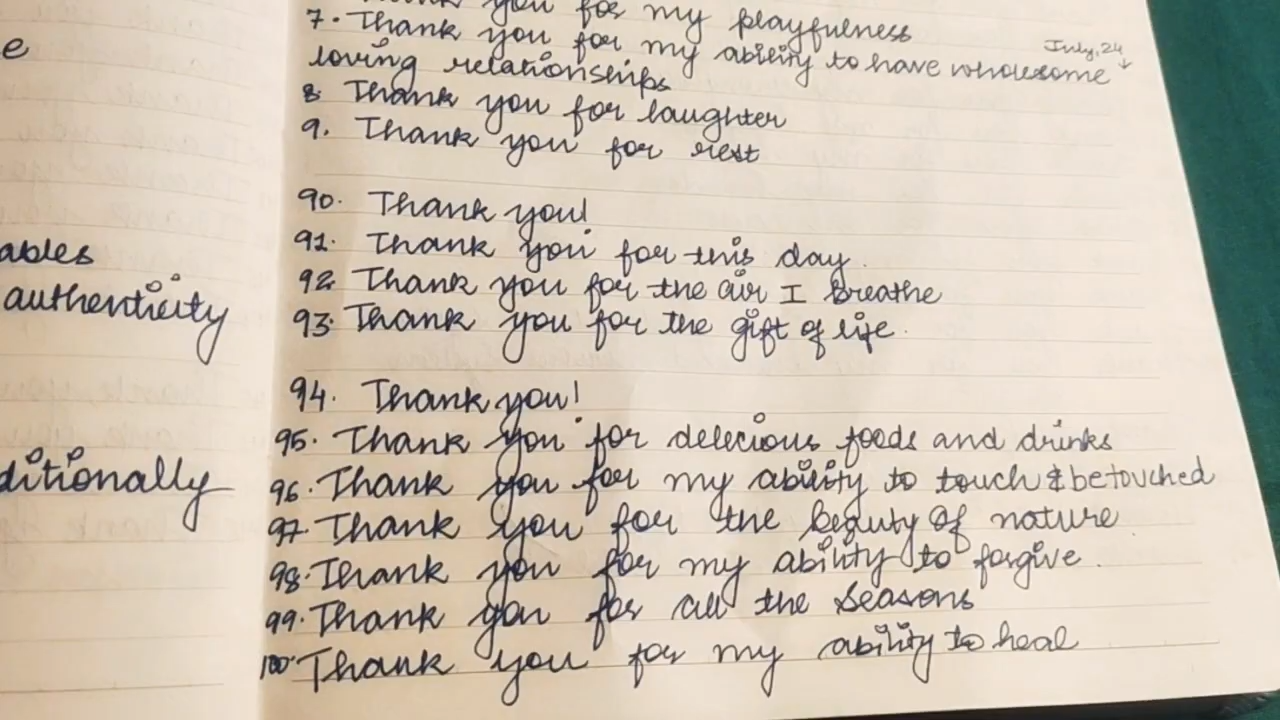 e
ables
authenticity
ditionally
you for my playfulness
7. Thank you for my ability to have wholesome
July, 24
loving relationships
8. Thank you for laughter
9. Thank you for rest
90. Thank you!
91. Thank you for this day.
92. Thank you for the air I breathe
93. Thank you for the gift of life.
94. Thank you!
95. Thank you for delecious foods and drinks
96. Thank you for my ability to touch & be touched
97. Thank you for the beauty of nature
98. Thank you for my ability to forgive.
99. Thank you for all the seasons
100. Thank you for my ability to heal